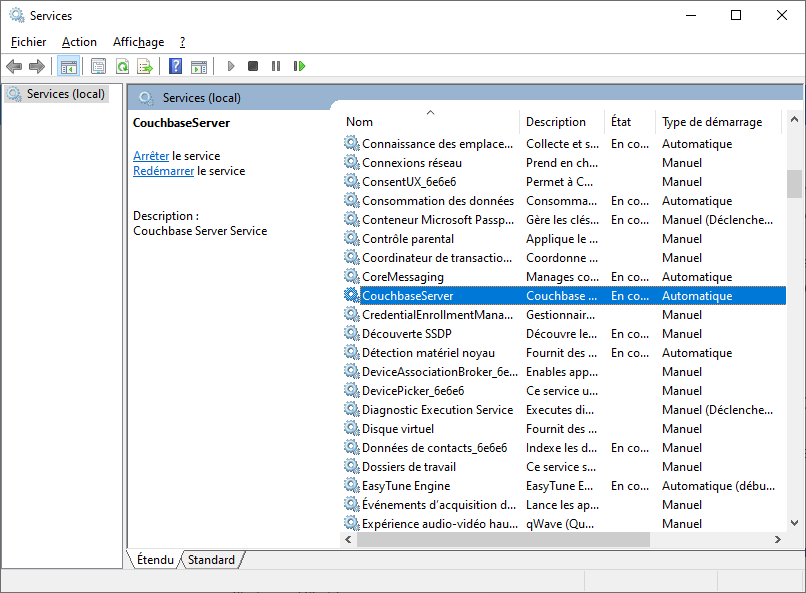 Services
Fichier Action Affichage ?
Services (local)
Services (local)
CouchbaseServer
Arrêter le service
Redémarrer le service
Description :
Couchbase Server Service
Nom Description État Type de démarrage
Connaissance des emplace... Collecte et s... En co... Automatique
Connexions réseau Prend en ch... Manuel
ConsentUX_6e6e6 Permet à C... Manuel
Consommation des données Consomma... En co... Automatique
Conteneur Microsoft Passp... Gère les clés... En co... Manuel (Déclenche...
Contrôle parental Applique le ... Manuel
Coordinateur de transactio... Coordonne ... Manuel
CoreMessaging Manages co... En co... Automatique
CouchbaseServer Couchbase ... En co... Automatique
CredentialEnrollmentMana... Gestionnair... Manuel
Découverte SSDP Découvre le... En co... Manuel
Détection matériel noyau Fournit des ... En co... Automatique
DeviceAssociationBroker_6e... Enables app... Manuel
DevicePicker_6e6e6 Ce service u... Manuel
Diagnostic Execution Service Executes di... Manuel (Déclenche...
Disque virtuel Fournit des ... Manuel
Données de contacts_6e6e6 Indexe les d... En co... Manuel
Dossiers de travail Ce service s... Manuel
EasyTune Engine EasyTune E... En co... Automatique (débu...
Événements d'acquisition d... Lance les ap... Manuel
Expérience audio-vidéo hau... qWave (Qu... Manuel
Étendu Standard